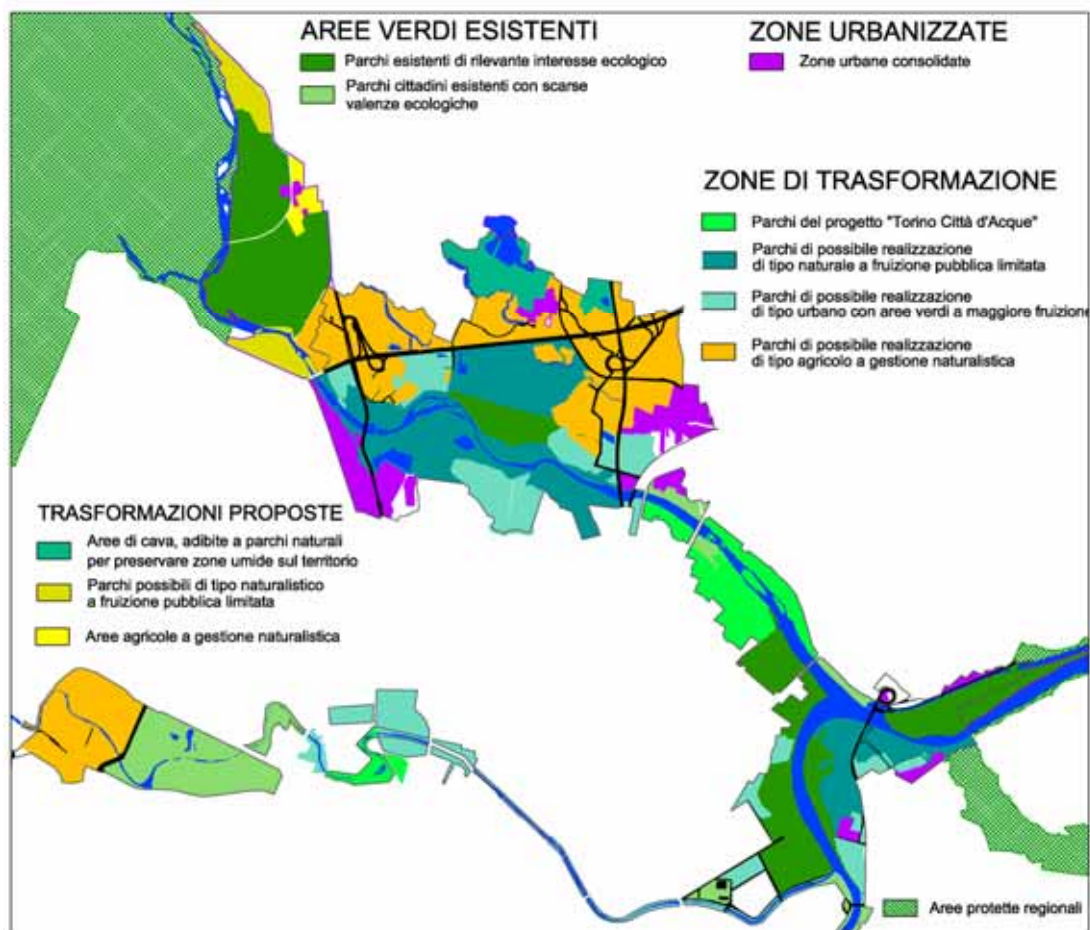 AREE VERDI ESISTENTI
Parchi esistenti di rilevante interesse ecologico
Parchi cittadini esistenti con scarse
valenze ecologiche
ZONE URBANIZZATE
Zone urbane consolidate
ZONE DI TRASFORMAZIONE
Parchi del progetto "Torino Città d'Acque"
Parchi di possibile realizzazione
di tipo naturale a fruizione pubblica limitata
Parchi di possibile realizzazione
di tipo urbano con aree verdi a maggiore fruizione
Parchi di possibile realizzazione
di tipo agricolo a gestione naturalistica
TRASFORMAZIONI PROPOSTE
Aree di cava, adibite a parchi naturali
per preservare zone umide sul territorio
Parchi possibili di tipo naturalistico
a fruizione pubblica limitata
Aree agricole a gestione naturalistica
Aree protette regionali